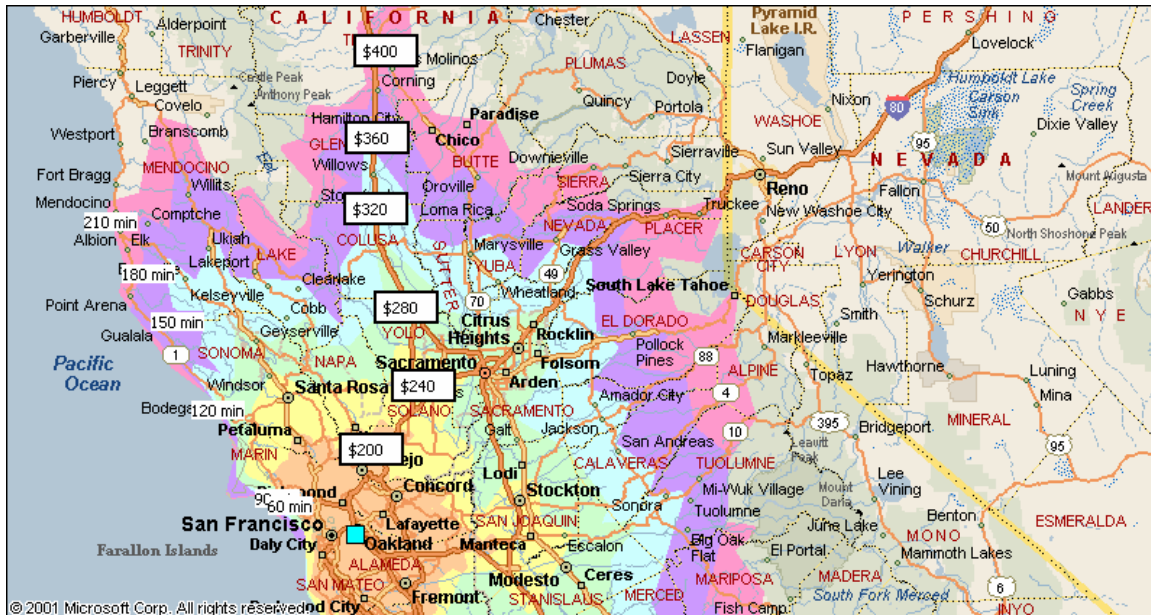 HUMBOLDT
Garberville
Alderpoint
TRINITY
CALIFORNIA
Chester
LASSEN
Pyramid
Lake I.R.
Flanigan
PERSHING
Lovelock
$400
Molinos
PLUMAS
Doyle
Piercy
Leggett
Castle Peak
Anthony Peak
Corning
Covelo
Quincy
Portola
Nixon
80
Humboldt Lake
Carson
Sink
Spring
Creek
Westport
Branscomb
Hamilton City
Paradise
Chico
WASHOE
95
Dixie Valley
$360
GLEN
MENDOCINO
Eel
Willows
BUTTE
Downieville
Sierraville
Sun Valley
NEVADA
Fort Bragg
Willits
Oroville
SIERRA
Sierra City
Reno
Fallon
Mount Augusta
Mendocino
Comptche
$320
Loma Rica
Soda Springs
Truckee
New Washoe City
LANDER
210 min
Albion
Elk
Ukiah
LAKE
COLUSA
Marysville
NEVADA
PLACER
50
North Shoshone Peak
Lakeport
SUTTER
YUBA
Grass Valley
CARSON
CITY
LYON
Walker
CHURCHILL
180 min
Clearlake
49
Wheatland
South Lake Tahoe
Yerington
Point Arena
Kelseyville
Cobb
$280
70
DOUGLAS
Schurz
Gabbs
150 min
Geyserville
YOLO
Citrus
Heights
Rocklin
EL DORADO
Smith
NYE
Gualala
1
SONOMA
NAPA
Sacramento
Folsom
Pollock
Pines
88
Markleeville
Pacific
Ocean
Windsor
Santa Rosa
$240
Arden
ALPINE
Topaz
Hawthorne
Luning
Bodega
120 min
SOLANO
SACRAMENTO
Amador City
4
Mina
Petaluma
Galt
Jackson
San Andreas
10
395
Bridgeport
MINERAL
MARIN
$200
ejo
CALAVERAS
TUOLUMNE
Leavitt
Peak
95
Lodi
Mi-Wuk Village
Mount
Daria
Lee
Vining
90
60 min
mond
Concord
Stockton
Sonora
Tuolumne
San Francisco
Lafayette
SAN JOAQUIN
June Lake
Benton
ESMERALDA
Farallon Islands
Daly City
Oakland
Manteca
Escalon
Big Oak
Flat
El Portal
MONO
Mammoth Lakes
ALAMEDA
SAN MATEO
Modesto
Ceres
MARIPOSA
MADERA
6
Fremont
STANISLAUS
MERCED
South Fork Merced
© 2001 Microsoft Corp. All rights reserved
od City
Fish Camp
INYO